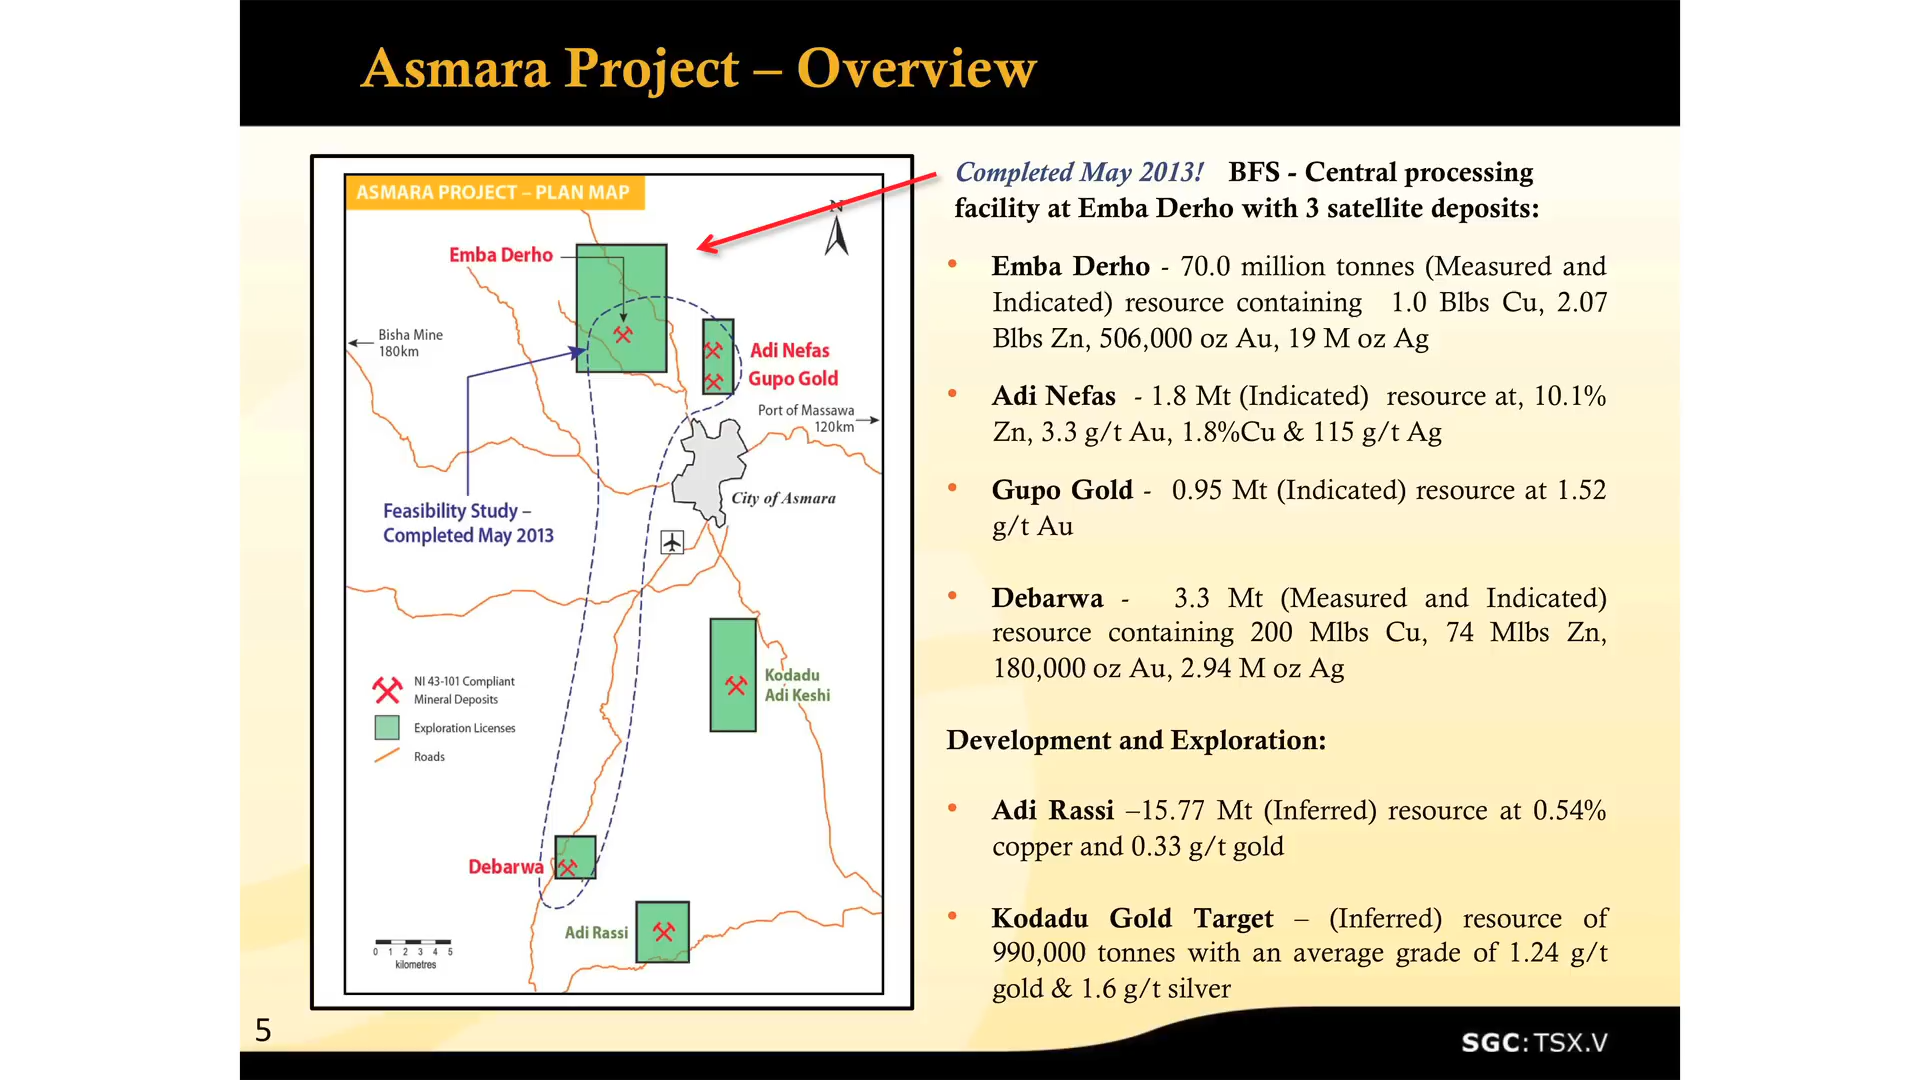 Asmara Project – Overview
ASMARA PROJECT – PLAN MAP
N
Emba Derho
Bisha Mine
180km
Adi Nefas
Gupo Gold
Port of Massawa
120km
City of Asmara
Feasibility Study –
Completed May 2013
NI 43-101 Compliant
Mineral Deposits
Exploration Licenses
Roads
Kodadu
Adi Keshi
Debarwa
Adi Rassi
0 1 2 3 4 5
kilometres
Completed May 2013! BFS - Central processing
facility at Emba Derho with 3 satellite deposits:
• Emba Derho - 70.0 million tonnes (Measured and
Indicated) resource containing 1.0 Blbs Cu, 2.07
Blbs Zn, 506,000 oz Au, 19 M oz Ag
• Adi Nefas - 1.8 Mt (Indicated) resource at, 10.1%
Zn, 3.3 g/t Au, 1.8%Cu & 115 g/t Ag
• Gupo Gold - 0.95 Mt (Indicated) resource at 1.52
g/t Au
• Debarwa - 3.3 Mt (Measured and Indicated)
resource containing 200 Mlbs Cu, 74 Mlbs Zn,
180,000 oz Au, 2.94 M oz Ag
Development and Exploration:
• Adi Rassi –15.77 Mt (Inferred) resource at 0.54%
copper and 0.33 g/t gold
• Kodadu Gold Target – (Inferred) resource of
990,000 tonnes with an average grade of 1.24 g/t
gold & 1.6 g/t silver
5
SGC:TSX.V